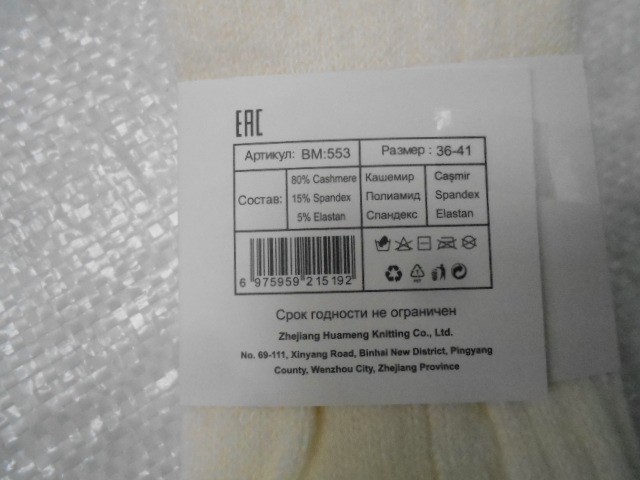 EAC
Артикул: BM:553 Размер : 36-41
Состав:
80% Cashmere Кашемир Caşmir
15% Spandex Полиамид Spandex
5% Elastan Спандекс Elastan
6 975959 215192
Срок годности не ограничен
Zhejiang Huameng Knitting Co., Ltd.
No. 69-111, Xinyang Road, Binhai New District, Pingyang
County, Wenzhou City, Zhejiang Province